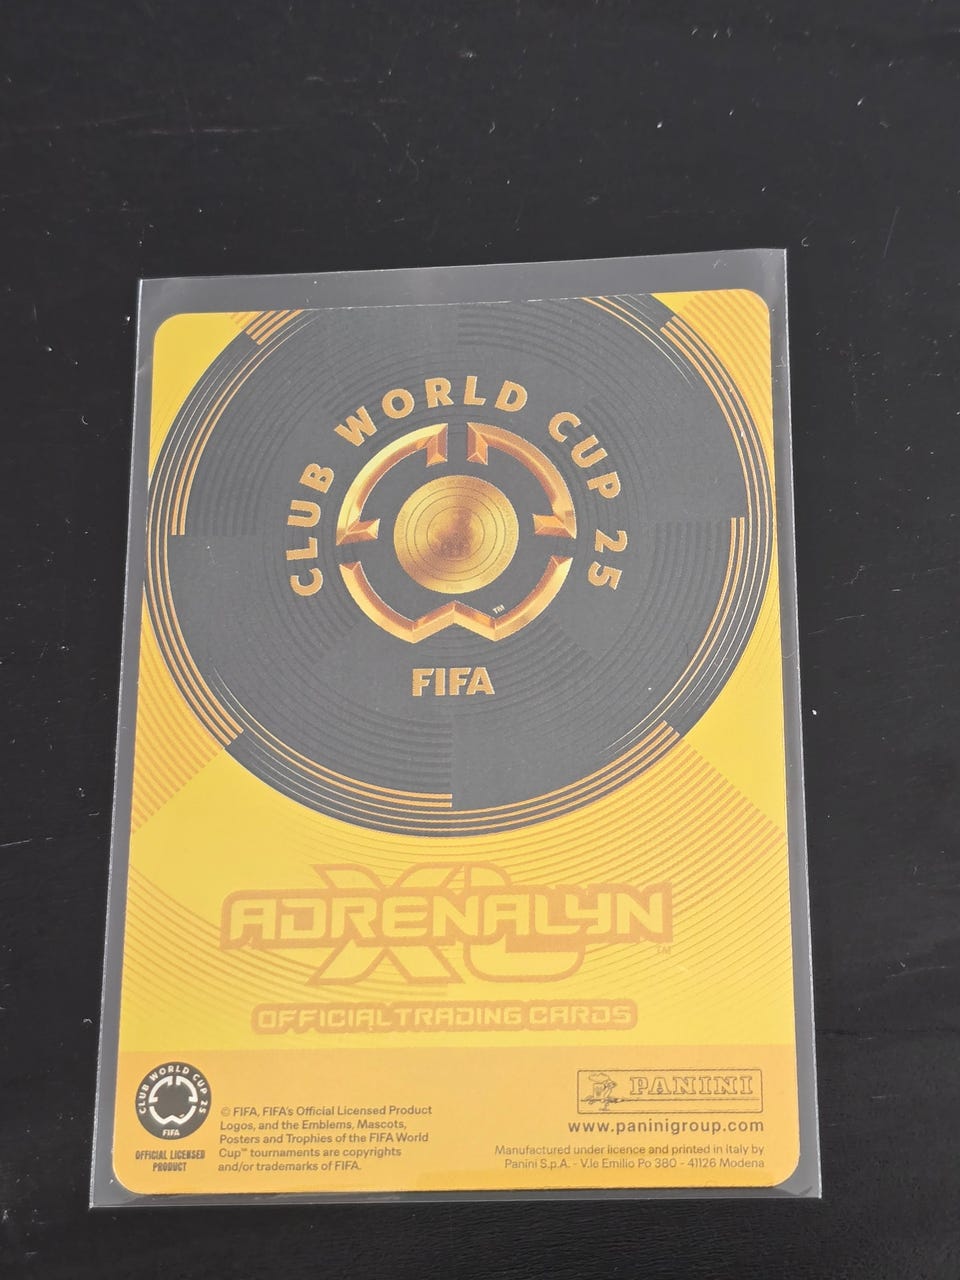 CLUB WORLD CUP 25
™
FIFA
ADRENALYN
XL
™
OFFICIAL TRADING CARDS
CLUB WORLD CUP 25
FIFA
OFFICIAL LICENSED
PRODUCT
© FIFA, FIFA's Official Licensed Product
Logos, and the Emblems, Mascots,
Posters and Trophies of the FIFA World
Cup™ tournaments are copyrights
and/or trademarks of FIFA.
PANINI
www.paninigroup.com
Manufactured under licence and printed in Italy by
Panini S.p.A. - V.le Emilio Po 380 - 41126 Modena